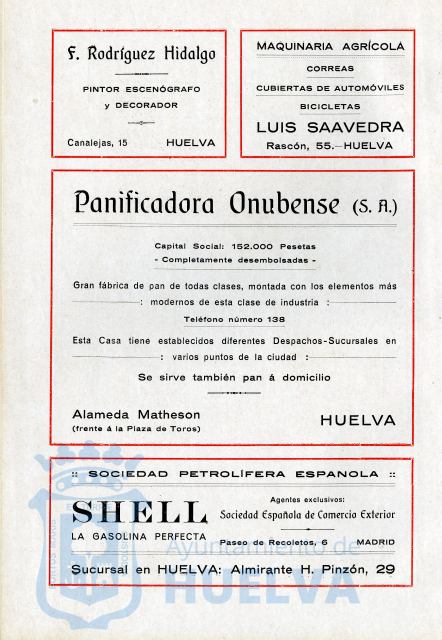 F. Rodríguez Hidalgo
PINTOR ESCENÓGRAFO
y DECORADOR
Canalejas, 15 HUELVA
MAQUINARIA AGRÍCOLA
CORREAS
CUBIERTAS DE AUTOMÓVILES
BICICLETAS
LUIS SAAVEDRA
Rascón, 55.—HUELVA
Panificadora Onubense (S. A.)
Capital Social: 152.000 Pesetas
- Completamente desembolsadas -
Gran fábrica de pan de todas clases, montada con los elementos más
: modernos de esta clase de industria :
Teléfono número 138
Esta Casa tiene establecidos diferentes Despachos-Sucursales en
: varios puntos de la ciudad :
Se sirve también pan á domicilio
Alameda Matheson
(frente á la Plaza de Toros)
HUELVA
:: SOCIEDAD PETROLÍFERA ESPAÑOLA ::
SHELL
LA GASOLINA PERFECTA
Agentes exclusivos:
Sociedad Española de Comercio Exterior
Paseo de Recoletos, 6 MADRID
Sucursal en HUELVA: Almirante H. Pinzón, 29
Ayuntamiento de
HUELVA